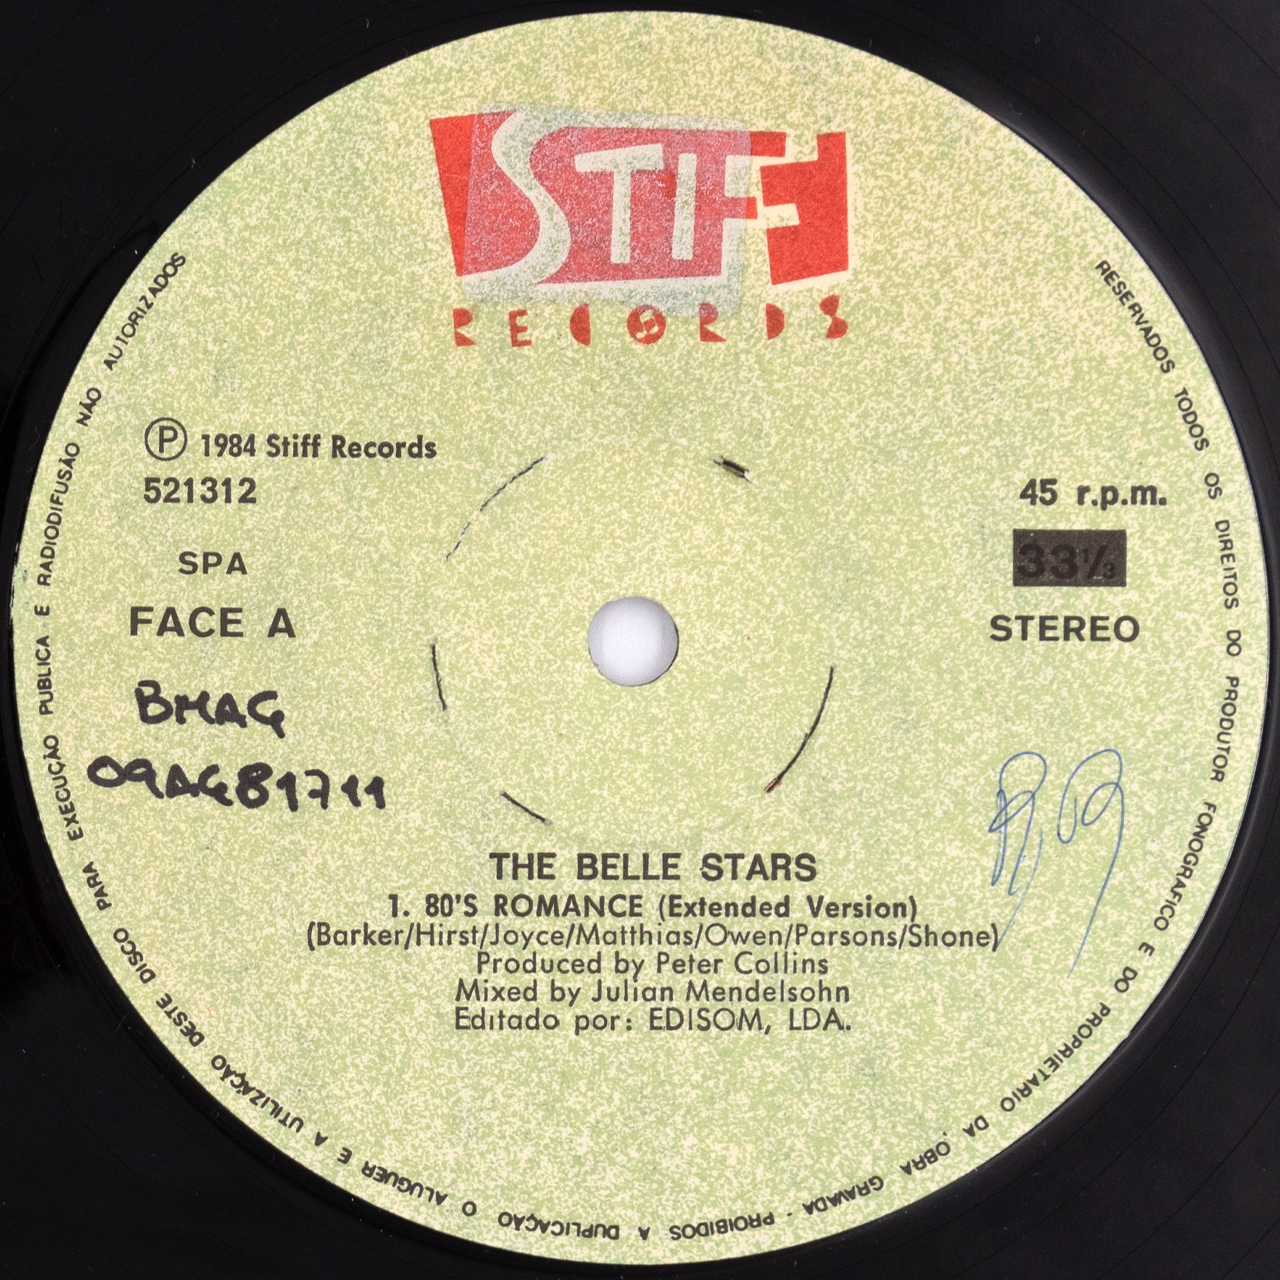 STIFF
RECORDS
Ⓟ 1984 Stiff Records
521312
SPA
FACE A
BMAG
09AG81711
45 r.p.m.
33⅓
STEREO
THE BELLE STARS
1. 80'S ROMANCE (Extended Version)
(Barker/Hirst/Joyce/Matthias/Owen/Parsons/Shone)
Produced by Peter Collins
Mixed by Julian Mendelsohn
Editado por: EDISOM, LDA.
RESERVADOS TODOS OS DIREITOS DO PRODUTOR FONOGRAFICO E DO PROPRIETARIO DA OBRA GRAVADA - PROIBIDOS A DUPLICAÇÃO O ALUGUER E A UTILIZAÇÃO DESTE DISCO PARA EXECUÇÃO PUBLICA E RADIODIFUSÃO NÃO AUTORIZADOS